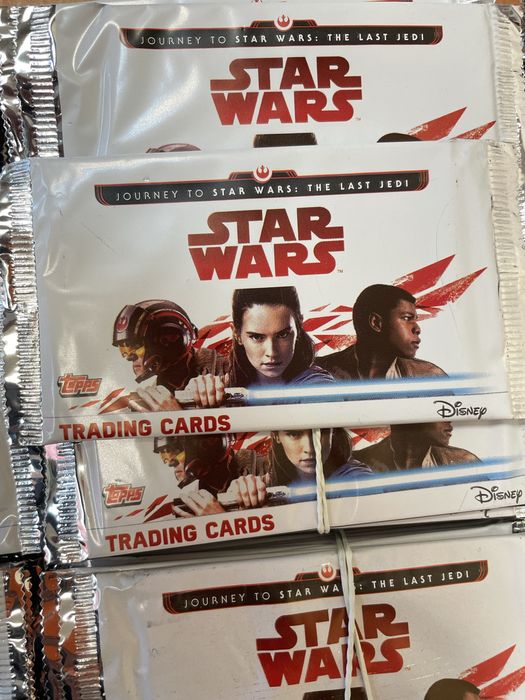 JOURNEY TO STAR WARS: THE LAST JEDI
STAR
WARS
JOURNEY TO STAR WARS: THE LAST JEDI
STAR
WARS™
Topps
Disney
TRADING CARDS
Topps
Disney
TRADING CARDS
JOURNEY TO STAR WARS: THE LAST JEDI
STAR
WARS